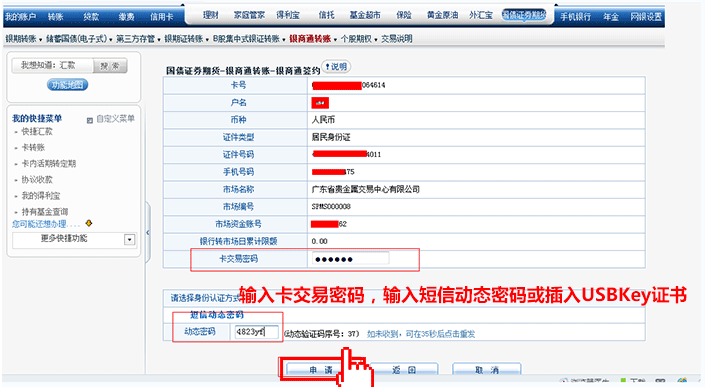 我的账户 转账 贷款 缴费 信用卡 理财 家庭管家 得利宝 信托 基金超市 保险 黄金原油 外汇宝 国债证券期货 手机银行 年金 网银设置
银期转账 储蓄国债(电子式) 第三方存管 银期证转账 B股集中式银证转账 银商通转账 个股期权 交易说明
我想知道: 汇款 搜索
功能地图
我的快捷菜单 自定义菜单
快捷汇款
卡转账
卡内活期转定期
协议收款
我的得利宝
持有基金查询
您可能还想办理....
更多快捷功能
国债证券期货-银商通转账-银商通签约 说明
卡号 064614
户名
币种 人民币
证件类型 居民身份证
证件号码 4011
手机号码 475
市场名称 广东省贵金属交易中心有限公司
市场编号 SPMS000008
市场资金账号 62
银行转市场日累计限额 0.00
卡交易密码 ●●●●●●
输入卡交易密码，输入短信动态密码或插入USBKey证书
请选择身份认证方式
短信动态密码
动态密码 4823yf (动态验证码序号: 37) 如未收到，可在35秒后点击重发
申请 返回 取消